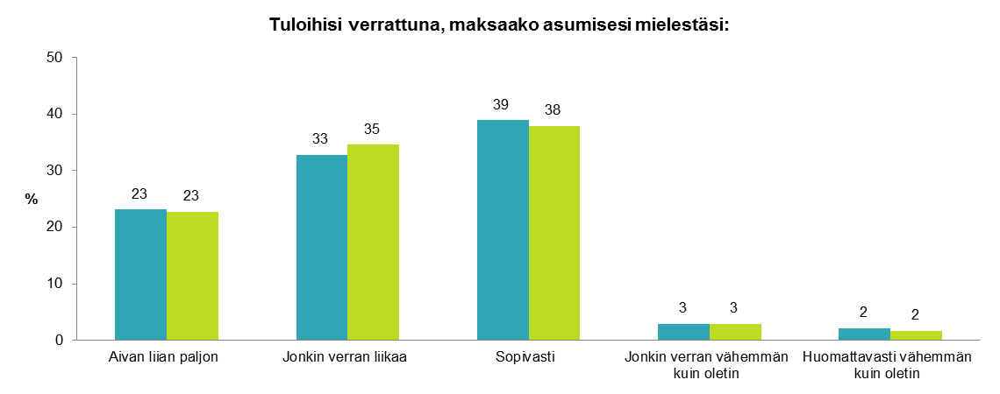 Tuloihisi verrattuna, maksaako asumisesi mielestäsi:
50
40
30
20
10
0
%
23
23
33
35
39
38
3
3
2
2
Aivan liian paljon
Jonkin verran liikaa
Sopivasti
Jonkin verran vähemmän
kuin oletin
Huomattavasti vähemmän
kuin oletin